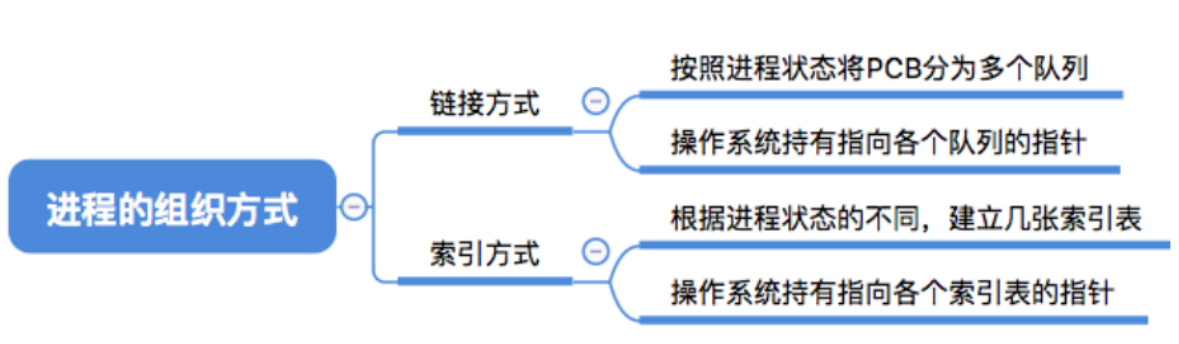 进程的组织方式
链接方式
按照进程状态将PCB分为多个队列
操作系统持有指向各个队列的指针
索引方式
根据进程状态的不同，建立几张索引表
操作系统持有指向各个索引表的指针